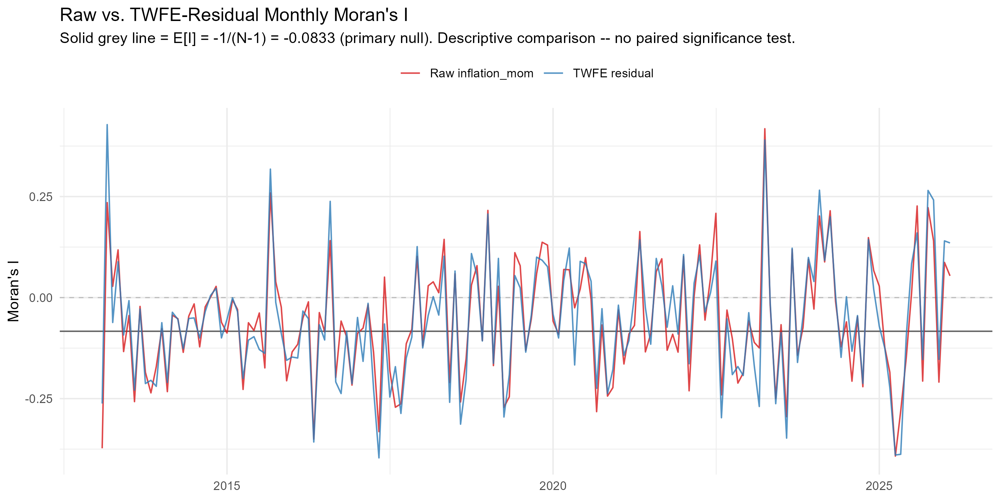 Raw vs. TWFE-Residual Monthly Moran's I
Solid grey line = E[I] = -1/(N-1) = -0.0833 (primary null). Descriptive comparison -- no paired significance test.
Raw inflation_mom TWFE residual
Moran's I
0.25
0.00
-0.25
2015 2020 2025